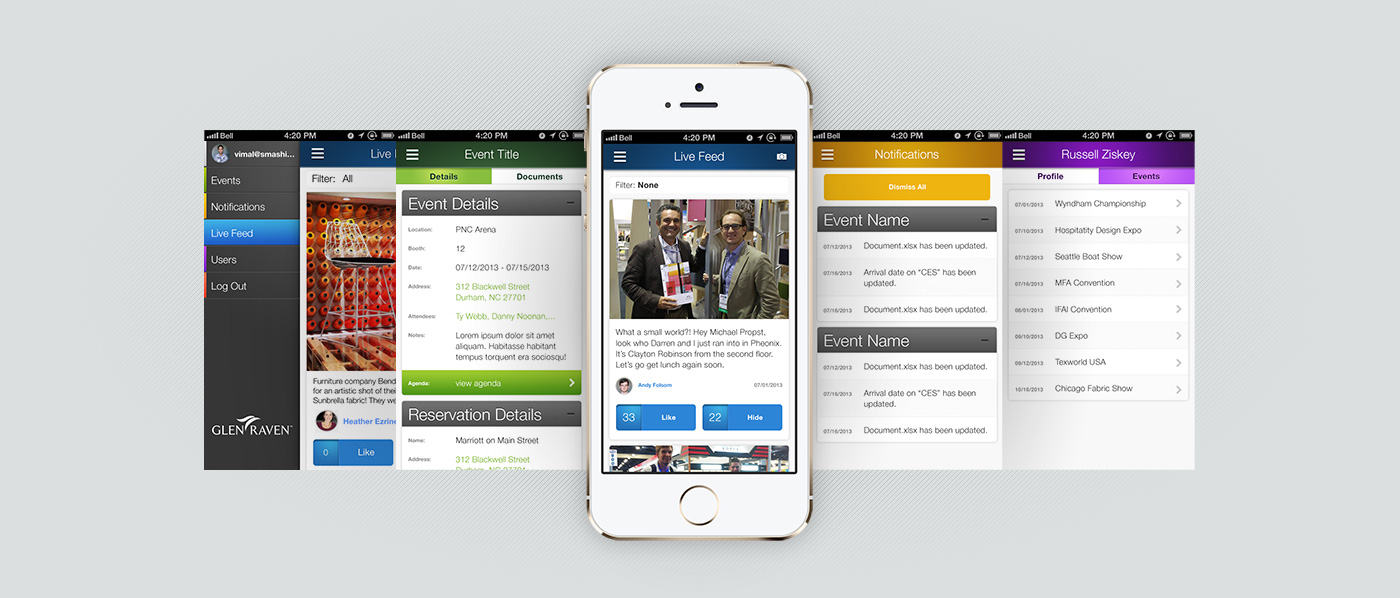 Bell
4:20 PM
vimal@smashi...
Events
Notifications
Live Feed
Users
Log Out
GLEN RAVEN
Live
Filter: All
Furniture company Bend
for an artistic shot of thei
Sunbrella fabric! They we
Heather Ezrine
0
Like
Bell
4:20 PM
Event Title
Details
Documents
Event Details
Location: PNC Arena
Booth: 12
Date: 07/12/2013 - 07/15/2013
Address: 312 Blackwell Street
Durham, NC 27701
Attendees: Ty Webb, Danny Noonan,...
Notes: Lorem ipsum dolor sit amet
aliquam. Habitasse habitant
tempus torquent era sociosqu!
Agenda: view agenda
Reservation Details
Name: Marriott on Main Street
Address: 312 Blackwell Street
Durham, NC 27701
Bell
4:20 PM
Live Feed
Filter: None
What a small world?! Hey Michael Propst,
look who Darren and I just ran into in Pheonix.
It's Clayton Robinson from the second floor.
Let's go get lunch again soon.
Andy Folsom
07/01/2013
33
Like
22
Hide
Bell
4:20 PM
Notifications
Dismiss All
Event Name
07/12/2013 Document.xlsx has been updated.
07/16/2013 Arrival date on “CES” has been
updated.
07/16/2013 Document.xlsx has been updated.
Event Name
07/12/2013 Document.xlsx has been updated.
07/16/2013 Arrival date on “CES” has been
updated.
07/16/2013 Document.xlsx has been updated.
Bell
4:20 PM
Russell Ziskey
Profile
Events
07/01/2013 Wyndham Championship
07/10/2013 Hospitatity Design Expo
07/12/2013 Seattle Boat Show
07/16/2013 MFA Convention
08/01/2013 IFAI Convention
09/10/2013 DG Expo
09/12/2013 Texworld USA
10/16/2013 Chicago Fabric Show